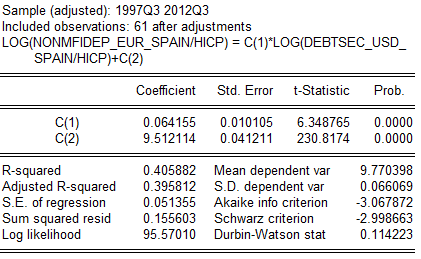 Sample (adjusted): 1997Q3 2012Q3
Included observations: 61 after adjustments
LOG(NONMFIDEP_EUR_SPAIN/HICP) = C(1)*LOG(DEBTSEC_USD_
SPAIN/HICP)+C(2)
Coefficient Std. Error t-Statistic Prob.
C(1) 0.064155 0.010105 6.348765 0.0000
C(2) 9.512114 0.041211 230.8174 0.0000
R-squared 0.405882 Mean dependent var 9.770398
Adjusted R-squared 0.395812 S.D. dependent var 0.066069
S.E. of regression 0.051355 Akaike info criterion -3.067872
Sum squared resid 0.155603 Schwarz criterion -2.998663
Log likelihood 95.57010 Durbin-Watson stat 0.114223